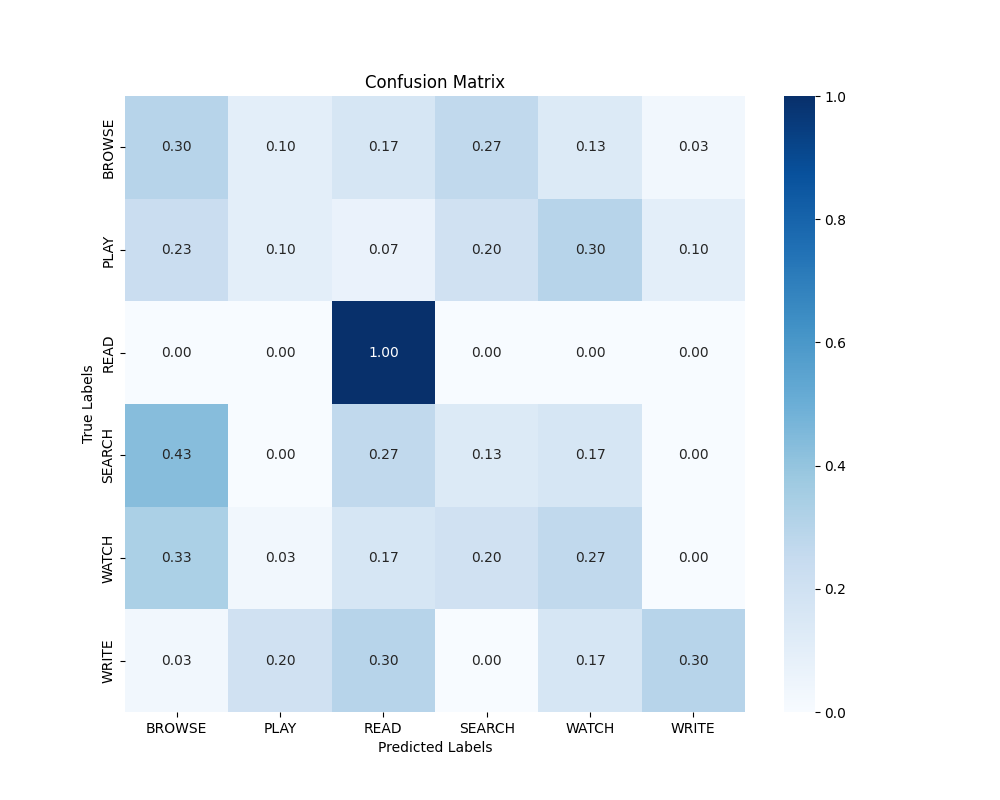 Confusion Matrix
BROWSE 0.30 0.10 0.17 0.27 0.13 0.03
PLAY 0.23 0.10 0.07 0.20 0.30 0.10
READ 0.00 0.00 1.00 0.00 0.00 0.00
SEARCH 0.43 0.00 0.27 0.13 0.17 0.00
WATCH 0.33 0.03 0.17 0.20 0.27 0.00
WRITE 0.03 0.20 0.30 0.00 0.17 0.30
True Labels
BROWSE PLAY READ SEARCH WATCH WRITE
Predicted Labels
1.0
0.8
0.6
0.4
0.2
0.0